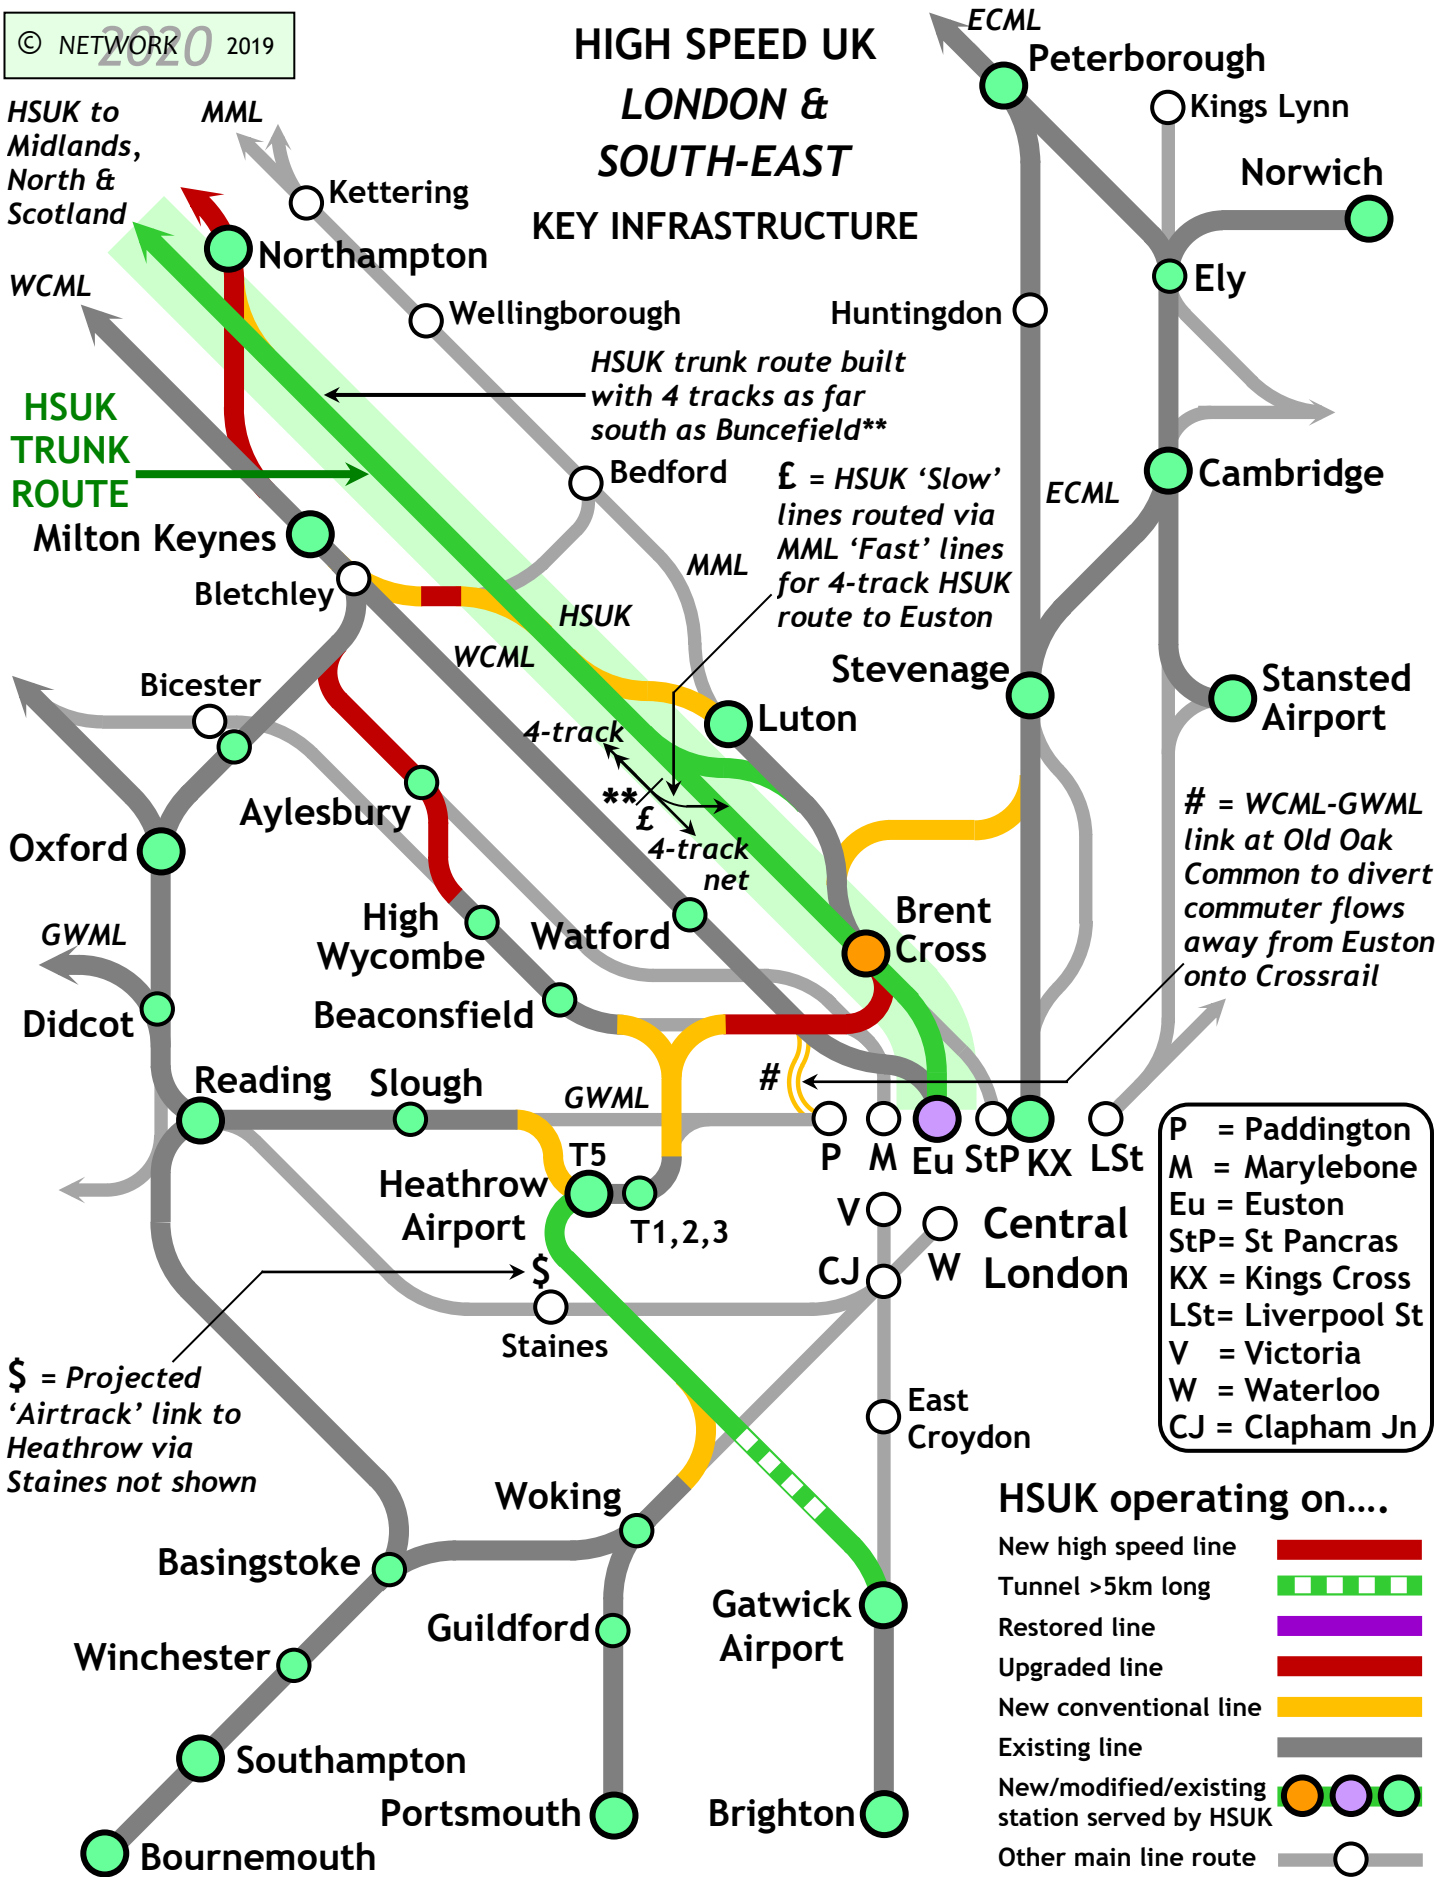 © NETWORK 2020 2019
HIGH SPEED UK
LONDON &
SOUTH-EAST
KEY INFRASTRUCTURE
ECML
Peterborough
Kings Lynn
Norwich
HSUK to
Midlands,
North &
Scotland
MML
Kettering
Northampton
WCML
Ely
Wellingborough
Huntingdon
HSUK trunk route built
with 4 tracks as far
south as Buncefield**
HSUK
TRUNK
ROUTE
Bedford
£ = HSUK ‘Slow’
lines routed via
MML ‘Fast’ lines
for 4-track HSUK
route to Euston
ECML
Cambridge
Milton Keynes
MML
Bletchley
HSUK
WCML
Stevenage
Stansted
Airport
Bicester
Luton
4-track
**
£
4-track
net
Aylesbury
Oxford
# = WCML-GWML
link at Old Oak
Common to divert
commuter flows
away from Euston
onto Crossrail
High
Wycombe
Watford
Brent
Cross
GWML
Didcot
Beaconsfield
Reading
Slough
GWML
#
P
M
Eu
StP
KX
LSt
T5
Heathrow
Airport
T1,2,3
V
CJ
W
Central
London
P = Paddington
M = Marylebone
Eu = Euston
StP= St Pancras
KX = Kings Cross
LSt= Liverpool St
V = Victoria
W = Waterloo
CJ = Clapham Jn
$
Staines
$ = Projected
‘Airtrack’ link to
Heathrow via
Staines not shown
East
Croydon
Woking
Basingstoke
Guildford
Gatwick
Airport
Winchester
Southampton
Portsmouth
Brighton
Bournemouth
HSUK operating on....
New high speed line
Tunnel >5km long
Restored line
Upgraded line
New conventional line
Existing line
New/modified/existing
station served by HSUK
Other main line route